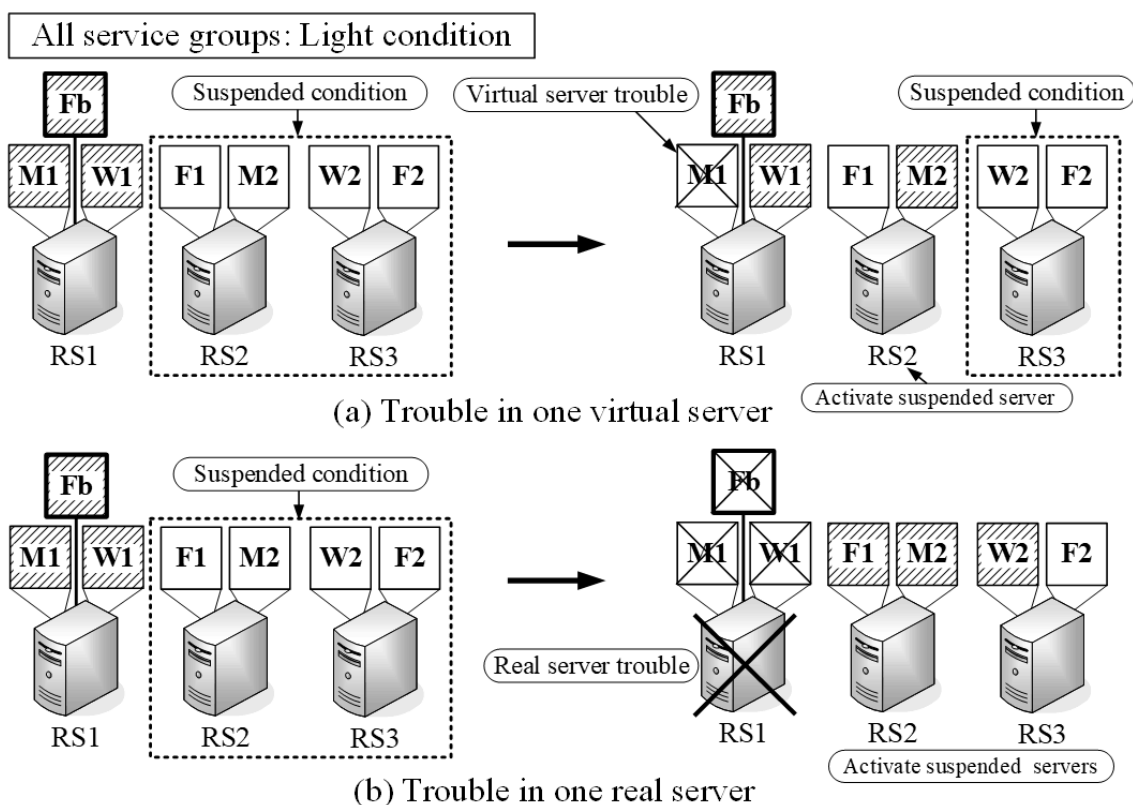 All service groups: Light condition
Fb
Suspended condition
Virtual server trouble
Fb
Suspended condition
M1 W1 F1 M2 W2 F2
M1 W1 F1 M2 W2 F2
RS1 RS2 RS3
RS1 RS2 RS3
Activate suspended server
(a) Trouble in one virtual server
Fb
Suspended condition
Fb
M1 W1 F1 M2 W2 F2
M1 W1 F1 M2 W2 F2
Real server trouble
RS1 RS2 RS3
RS1 RS2 RS3
Activate suspended servers
(b) Trouble in one real server